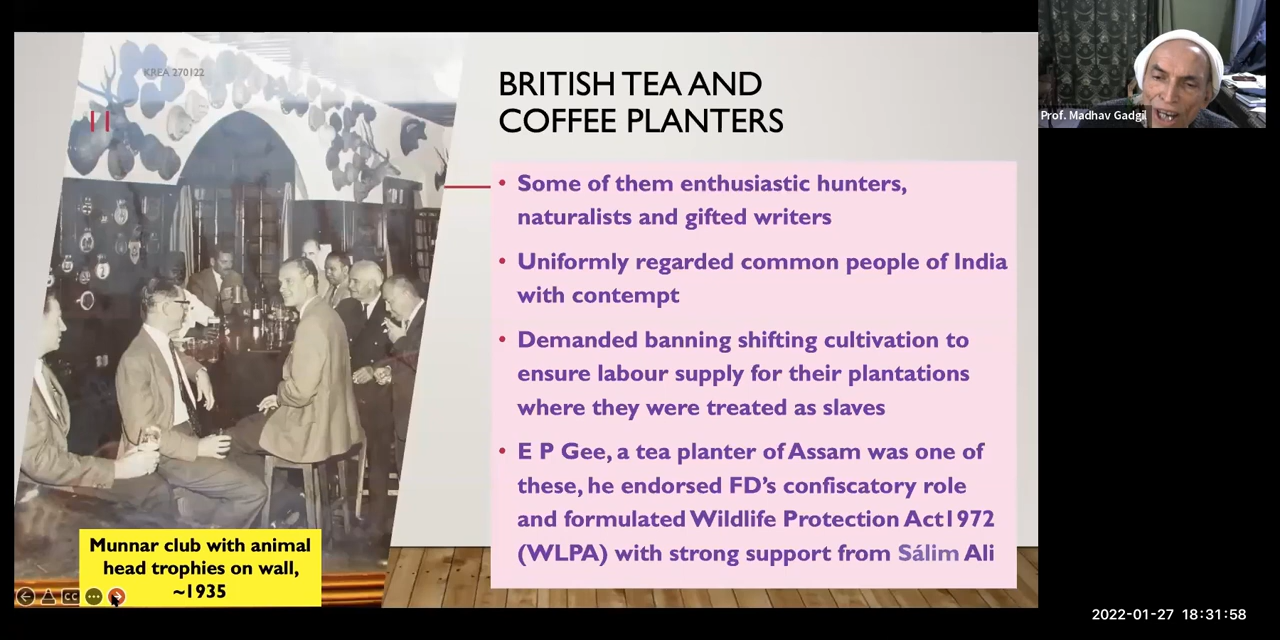 KREA 270122
11
BRITISH TEA AND
COFFEE PLANTERS
• Some of them enthusiastic hunters,
naturalists and gifted writers
• Uniformly regarded common people of India
with contempt
• Demanded banning shifting cultivation to
ensure labour supply for their plantations
where they were treated as slaves
• E P Gee, a tea planter of Assam was one of
these, he endorsed FD's confiscatory role
and formulated Wildlife Protection Act1972
(WLPA) with strong support from Sálim Ali
Munnar club with animal
head trophies on wall,
~1935
CC
Prof. Madhav Gadgil
2022-01-27 18:31:58